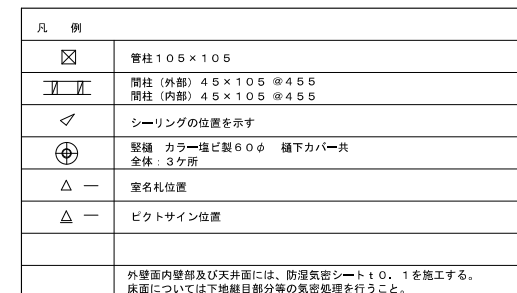 凡　例
管柱１０５×１０５
間柱（外部）４５×１０５ @４５５
間柱（内部）４５×１０５ @４５５
シーリングの位置を示す
竪樋　カラー塩ビ製６０φ　樋下カバー共
全体：３ケ所
室名札位置
ピクトサイン位置
外壁面内壁部及び天井面には、防湿気密シートｔ０．１を施工する。
床面については下地継目部分等の気密処理を行うこと。